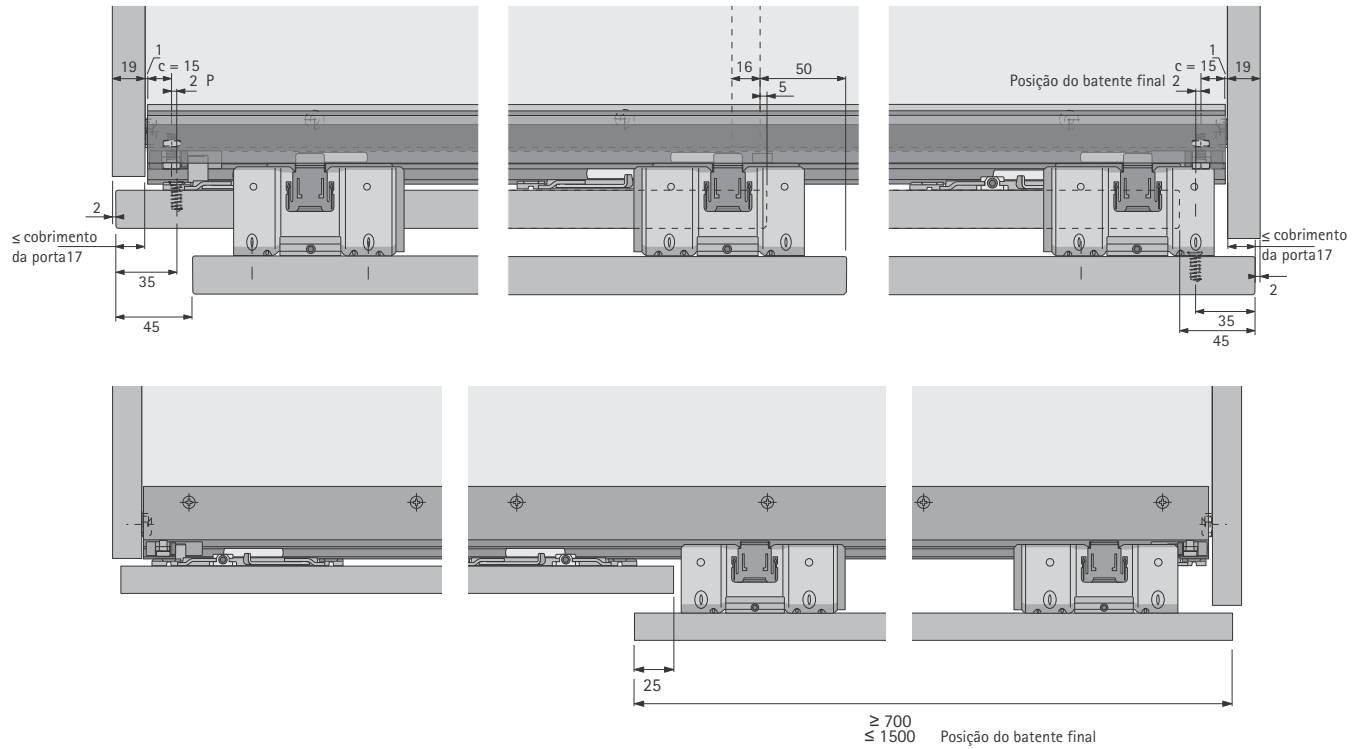 1
19
c = 15
2 P
16
50
5
1
c = 15
19
Posição do batente final 2
2
≤ cobrimento
da porta17
35
45
≤ cobrimento
da porta17
2
35
45
25
≥ 700
≤ 1500 Posição do batente final